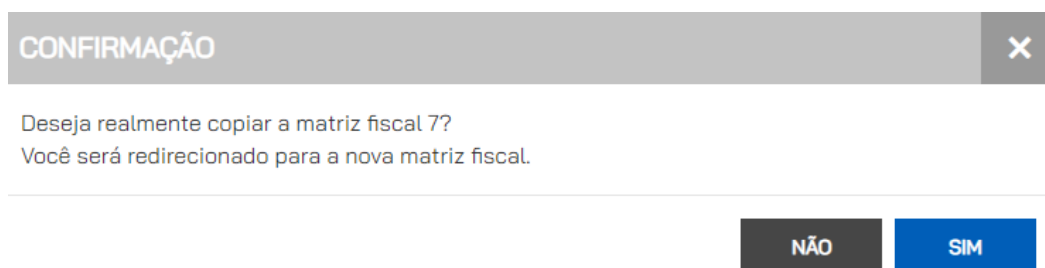 CONFIRMAÇÃO
Deseja realmente copiar a matriz fiscal 7?
Você será redirecionado para a nova matriz fiscal.
NÃO SIM